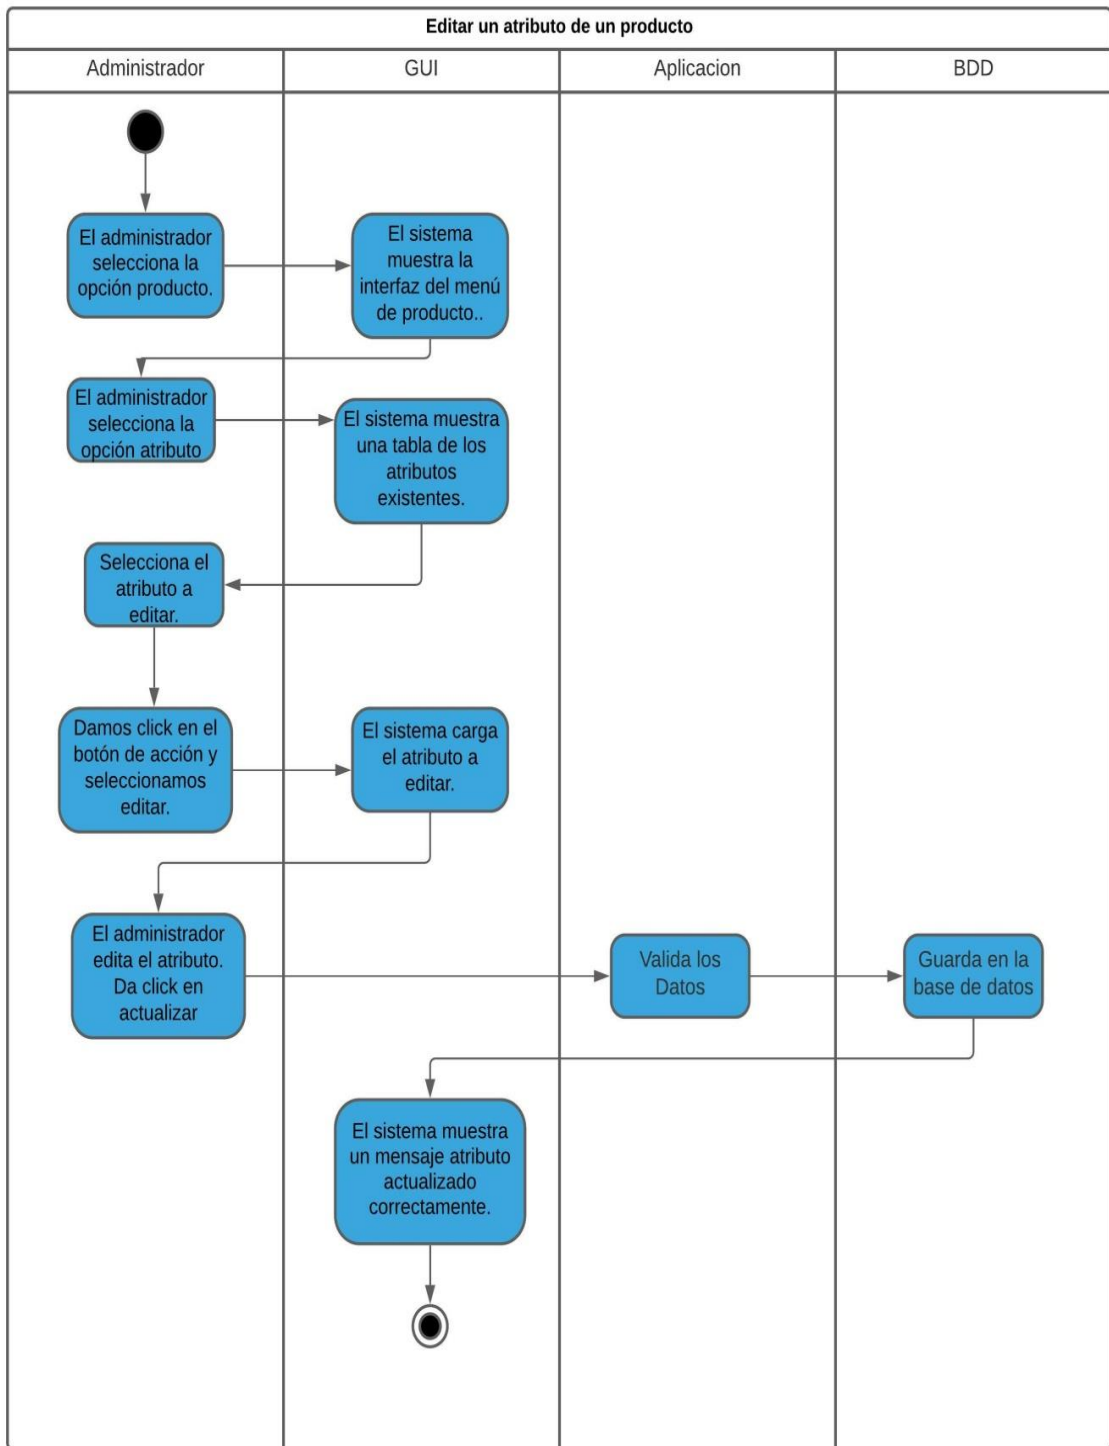 Editar un atributo de un producto
Administrador
GUI
Aplicacion
BDD
El administrador
selecciona la
opción producto.
El sistema
muestra la
interfaz del menú
de producto..
El administrador
selecciona la
opción atributo
El sistema muestra
una tabla de los
atributos
existentes.
Selecciona el
atributo a
editar.
Damos click en el
botón de acción y
seleccionamos
editar.
El sistema carga
el atributo a
editar.
El administrador
edita el atributo.
Da click en
actualizar
Valida los
Datos
Guarda en la
base de datos
El sistema muestra
un mensaje atributo
actualizado
correctamente.